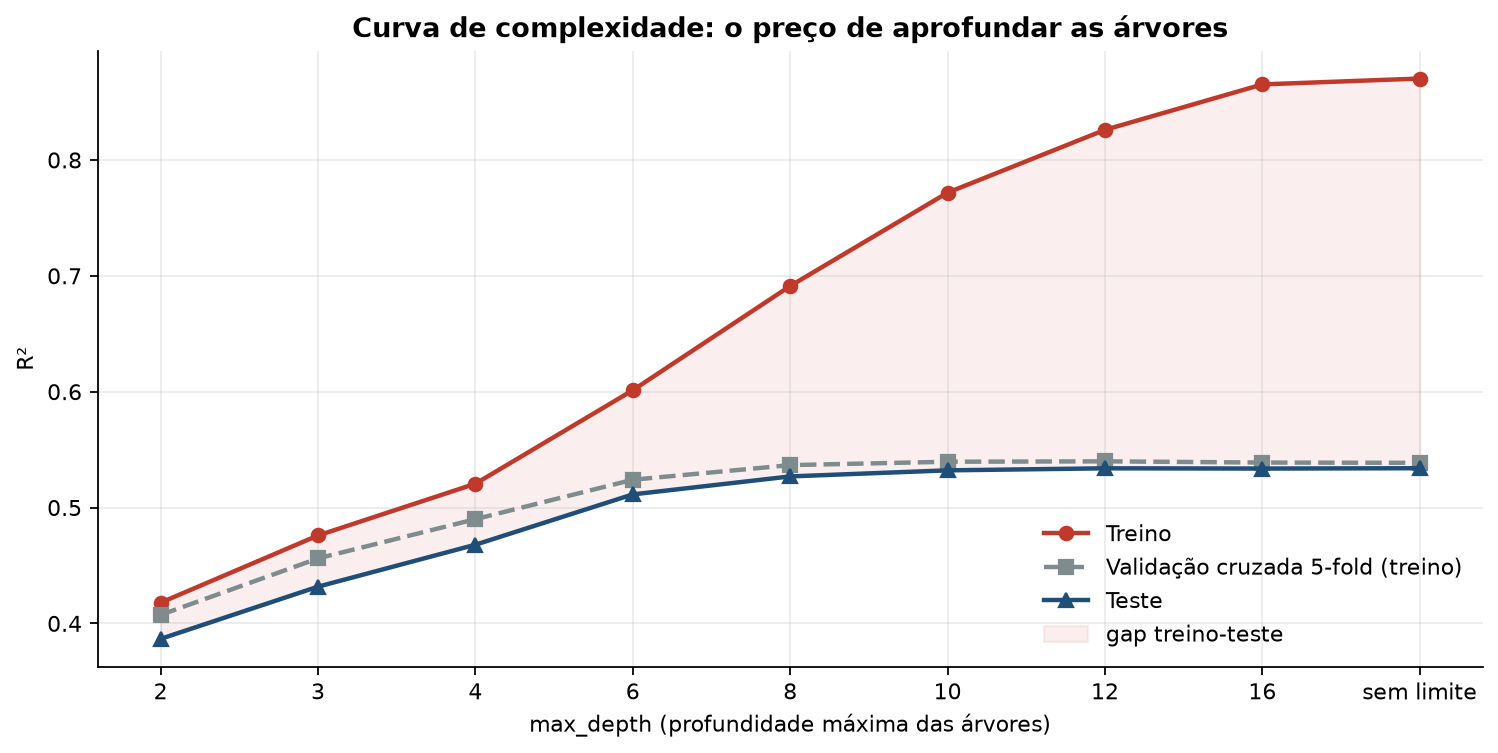 Curva de complexidade: o preço de aprofundar as árvores
R²
0.8
0.7
0.6
0.5
0.4
Treino
Validação cruzada 5-fold (treino)
Teste
gap treino-teste
2 3 4 6 8 10 12 16 sem limite
max_depth (profundidade máxima das árvores)